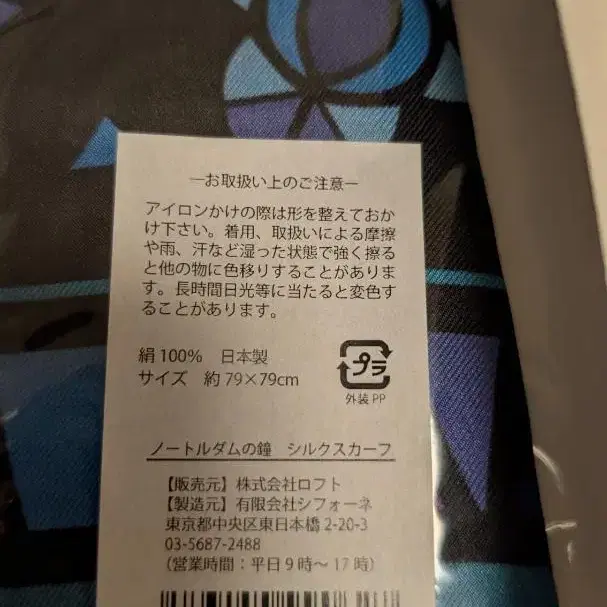 ―お取扱い上のご注意―
アイロンかけの際は形を整えておか
け下さい。着用、取扱いによる摩擦
や雨、汗など湿った状態で強く擦る
と他の物に色移りすることがありま
す。長時間日光等に当たると変色す
ることがあります。
絹100%　日本製
サイズ　約79×79cm
プラ
外装 PP
ノートルダムの鐘　シルクスカーフ
【販売元】株式会社ロフト
【製造元】有限会社シフォーネ
東京都中央区東日本橋2-20-3
03-5687-2488
（営業時間：平日9時～17時）